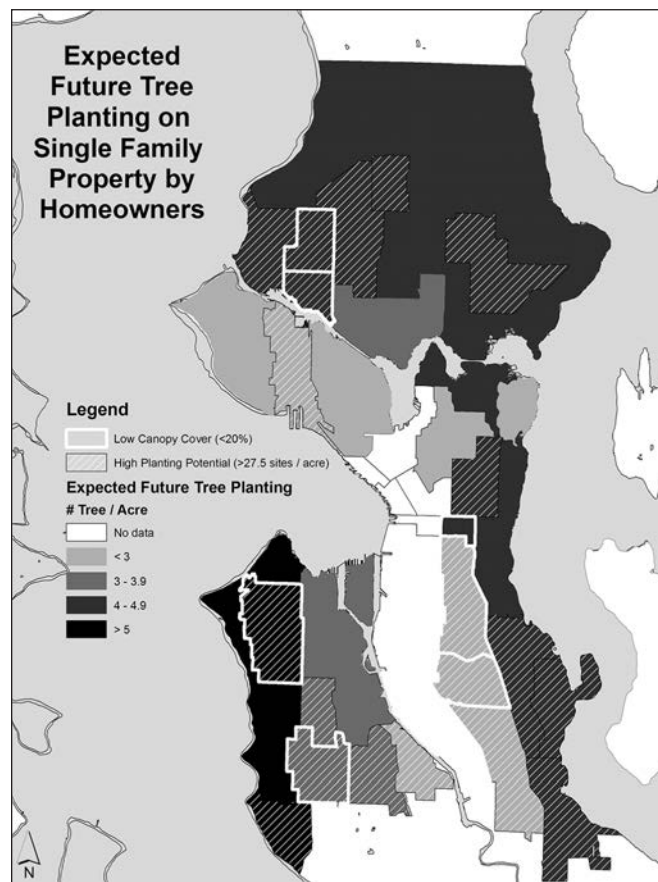 Expected
Future Tree
Planting on
Single Family
Property by
Homeowners
Legend
Low Canopy Cover (<20%)
High Planting Potential (>27.5 sites / acre)
Expected Future Tree Planting
# Tree / Acre
No data
< 3
3 - 3.9
4 - 4.9
> 5
N